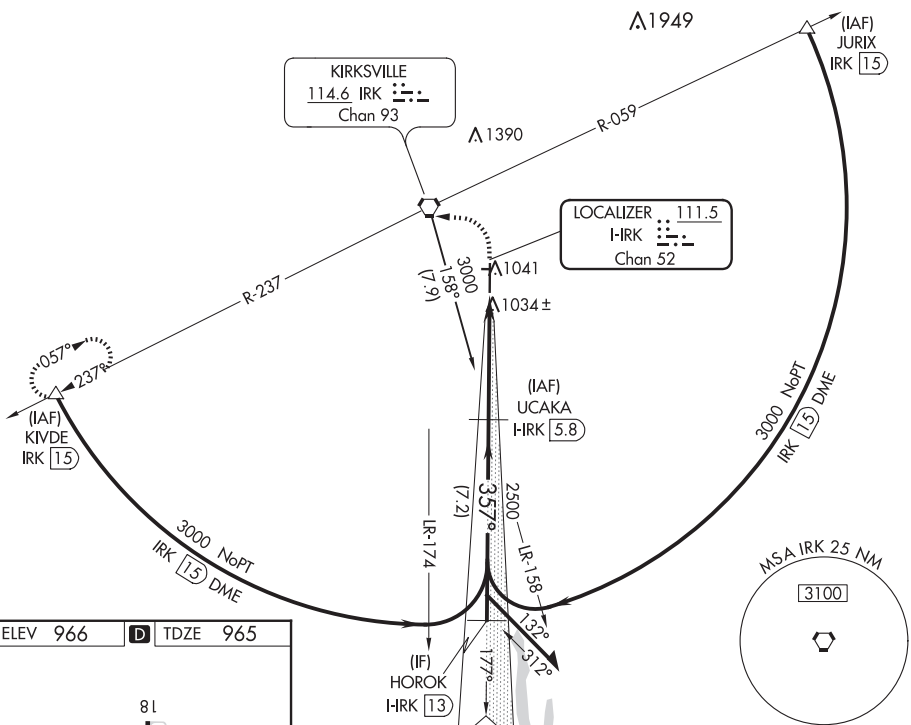 1949
(IAF)
JURIX
IRK 15
KIRKSVILLE
114.6 IRK
Chan 93
1390
R-059
LOCALIZER 111.5
I-IRK
Chan 52
3000
158°
(7.9)
1041
1034±
R-237
057°
237°
(IAF)
KIVDE
IRK 15
(IAF)
UCAKA
I-IRK 5.8
3000 NoPT
IRK 15 DME
3000 NoPT
IRK 15 DME
LR-174
(7.2)
357°
2500
LR-158
132°
312°
177°
(IF)
HOROK
I-IRK 13
MSA IRK 25 NM
3100
ELEV 966 D TDZE 965
18